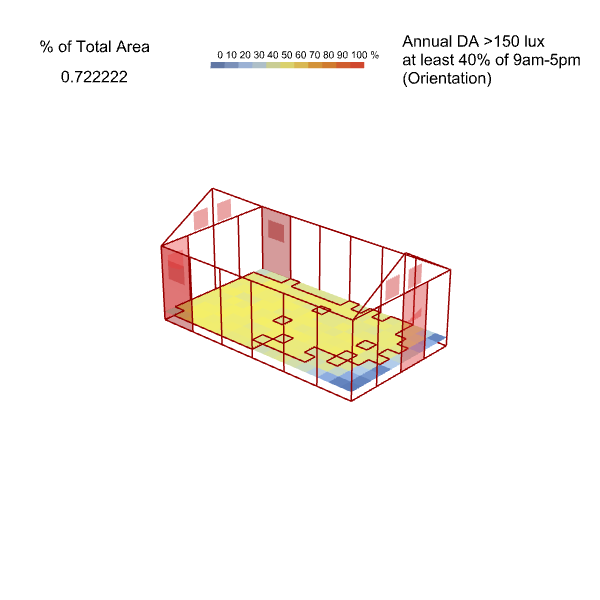 % of Total Area
0.722222
0 10 20 30 40 50 60 70 80 90 100 %
Annual DA >150 lux
at least 40% of 9am-5pm
(Orientation)